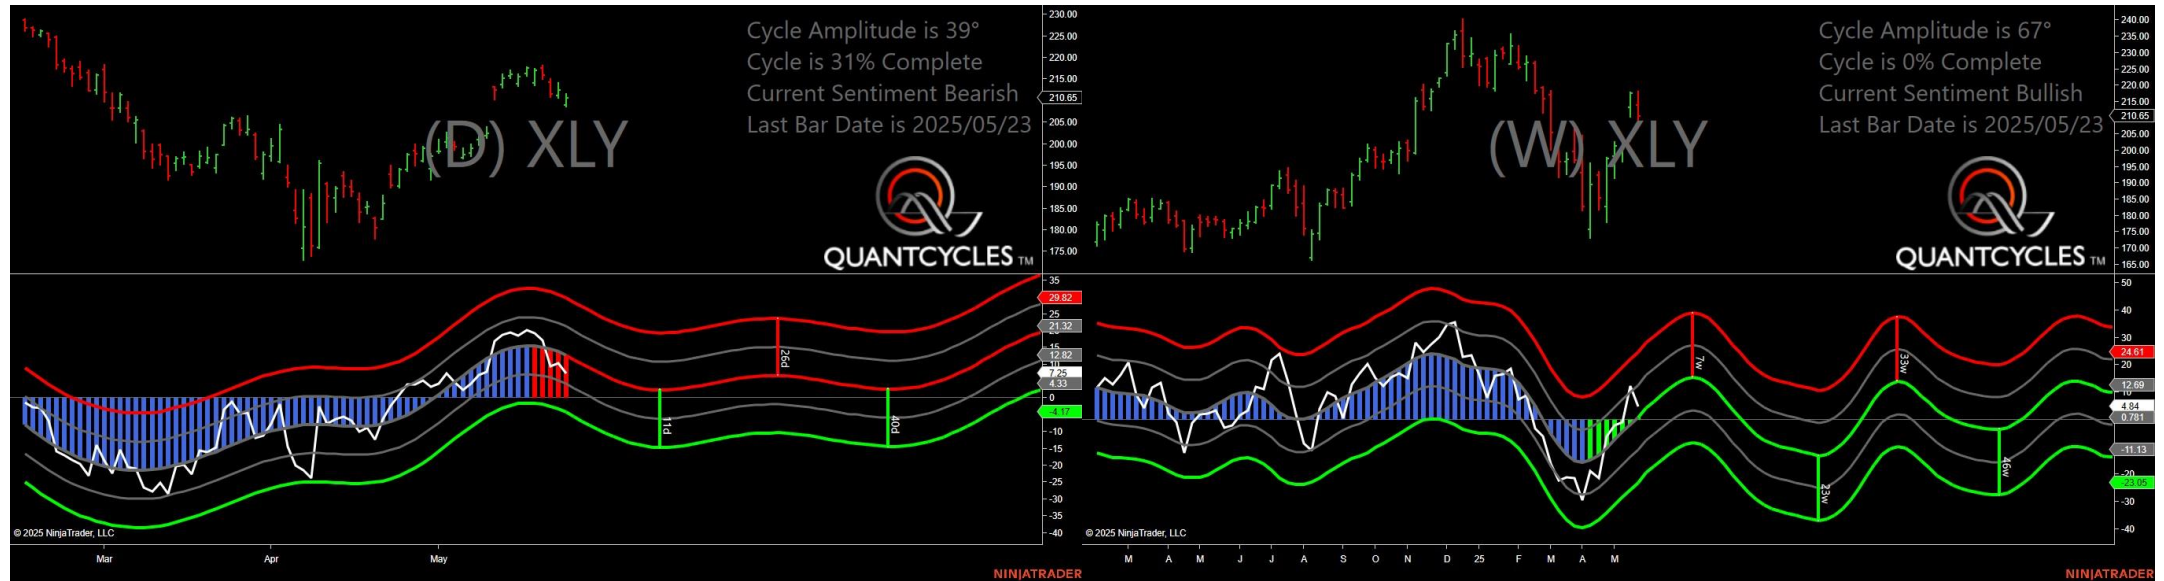 Cycle Amplitude is 39°
Cycle is 31% Complete
Current Sentiment Bearish
Last Bar Date is 2025/05/23
(D) XLY
QUANTCYCLES TM
230.00
225.00
220.00
215.00
210.65
205.00
200.00
195.00
190.00
185.00
180.00
175.00
35
29.82
25
21.32
15
12.82
7.25
4.33
0
-4.17
-10
-15
-20
-25
-30
-35
-40
11d
26d
40d
© 2025 NinjaTrader, LLC
Mar Apr May
NINJATRADER
Cycle Amplitude is 67°
Cycle is 0% Complete
Current Sentiment Bullish
Last Bar Date is 2025/05/23
(W) XLY
QUANTCYCLES TM
240.00
235.00
230.00
225.00
220.00
215.00
210.65
205.00
200.00
195.00
190.00
185.00
180.00
175.00
170.00
165.00
50
40
30
24.61
20
12.69
10
4.84
0.781
-11.13
-20
-23.05
-30
-40
7w
23w
33w
46w
© 2025 NinjaTrader, LLC
M A M J J A S O N D 25 F M A M
NINJATRADER